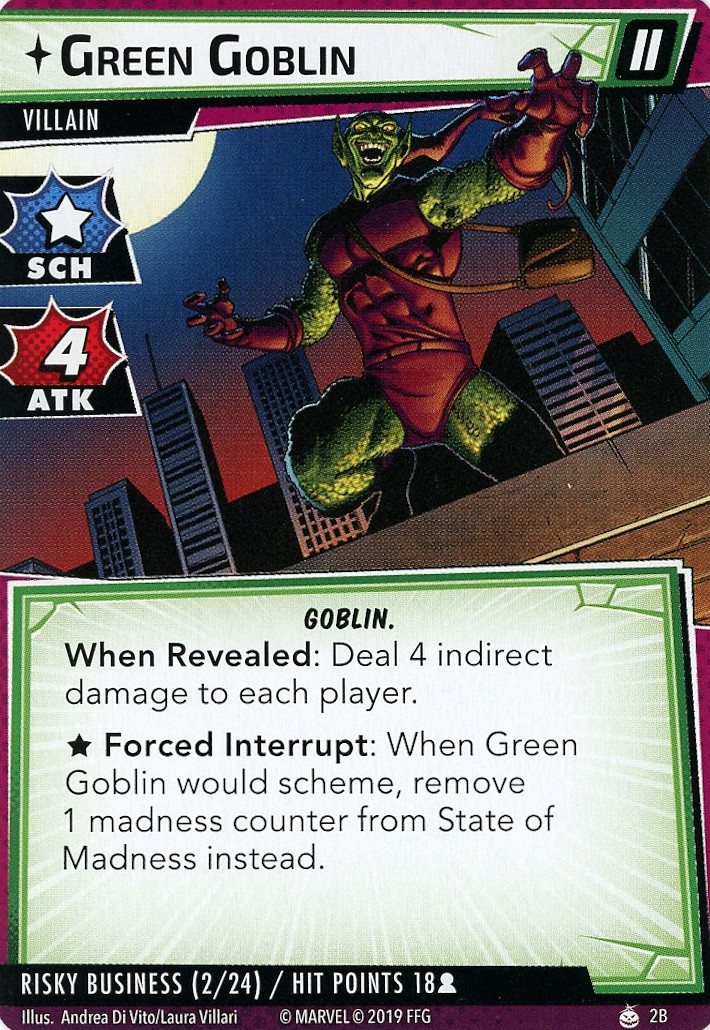 GREEN GOBLIN
II
VILLAIN
SCH
4
ATK
GOBLIN.
When Revealed: Deal 4 indirect
damage to each player.
★ Forced Interrupt: When Green
Goblin would scheme, remove
1 madness counter from State of
Madness instead.
RISKY BUSINESS (2/24) / HIT POINTS 18
Illus. Andrea Di Vito/Laura Villari © MARVEL © 2019 FFG 2B